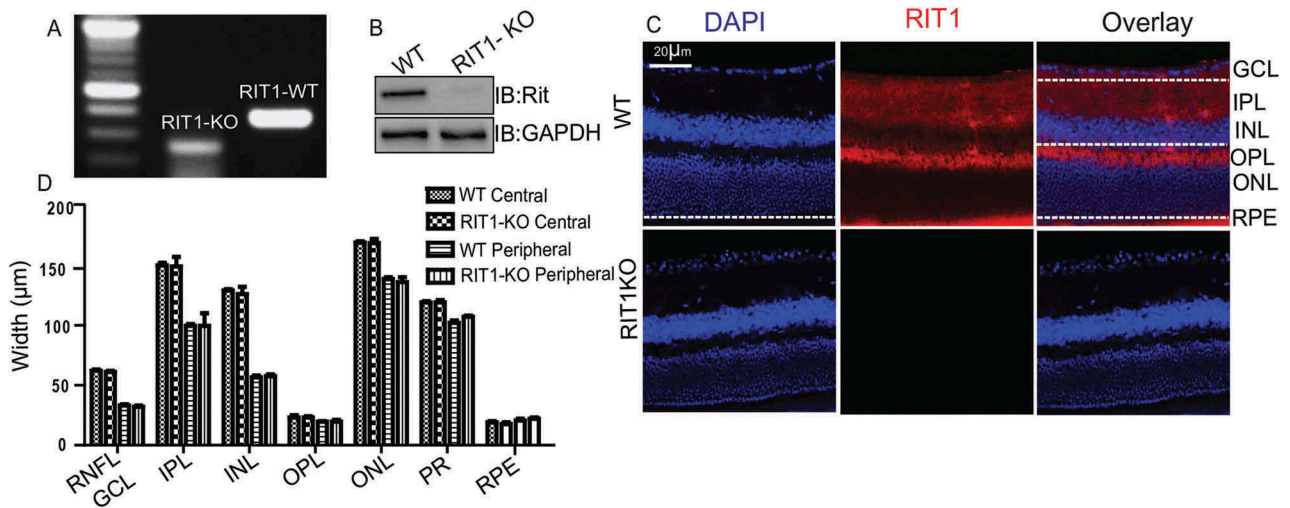 A
RIT1-KO
RIT1-WT
B
WT
RIT1- KO
IB:Rit
IB:GAPDH
C
DAPI
RIT1
Overlay
20μm
WT
RIT1KO
GCL
IPL
INL
OPL
ONL
RPE
D
Width (μm)
200
150
100
50
0
WT Central
RIT1-KO Central
WT Peripheral
RIT1-KO Peripheral
RNFL
GCL
IPL
INL
OPL
ONL
PR
RPE